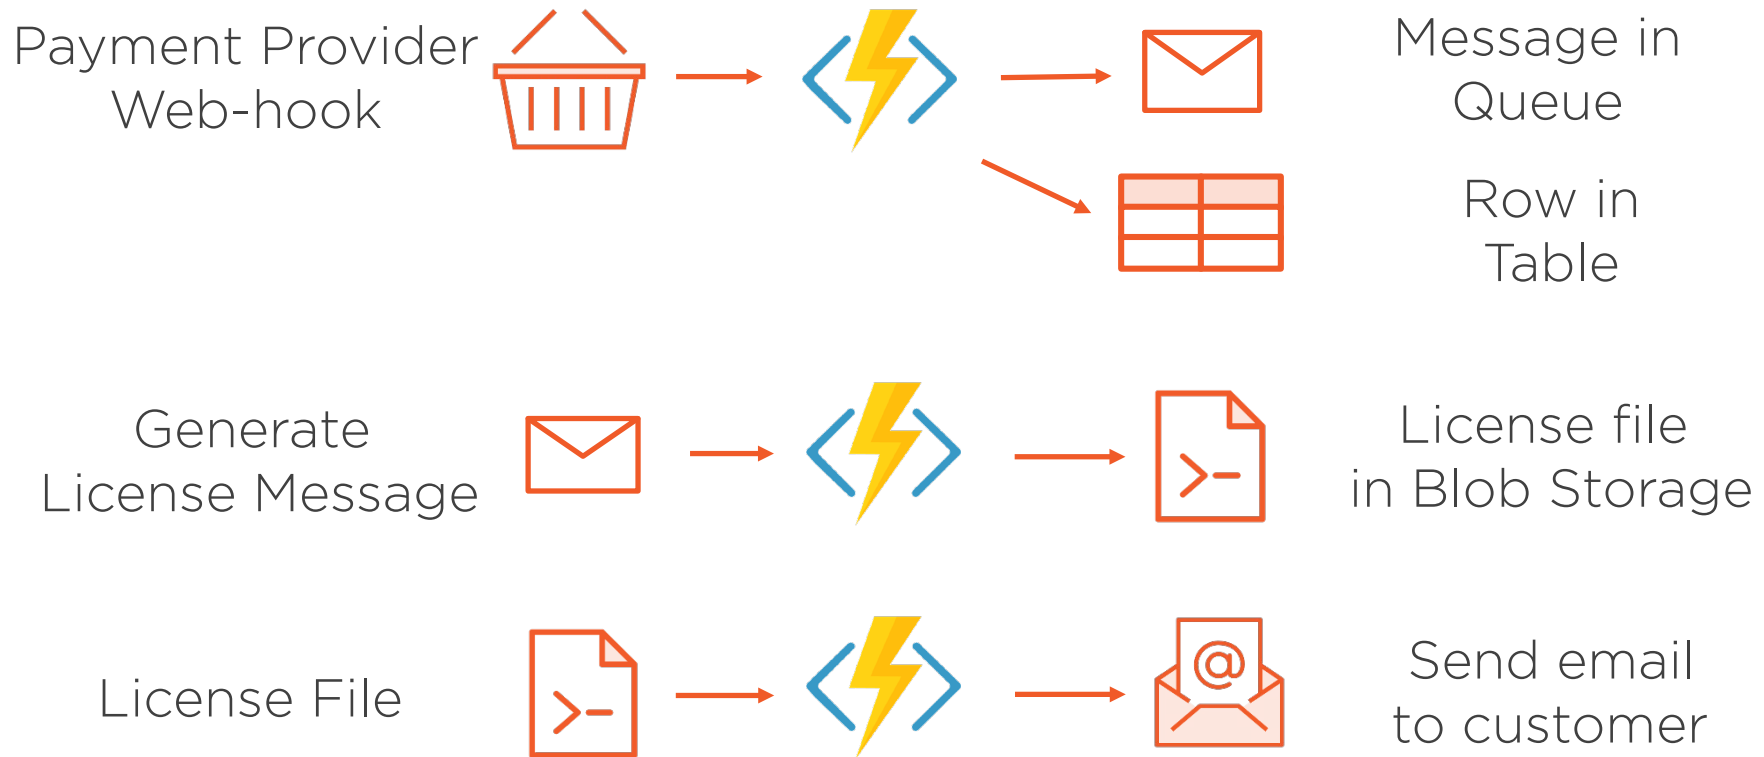 Payment Provider
Web-hook
Message in
Queue
Row in
Table
Generate
License Message
License file
in Blob Storage
License File
Send email
to customer